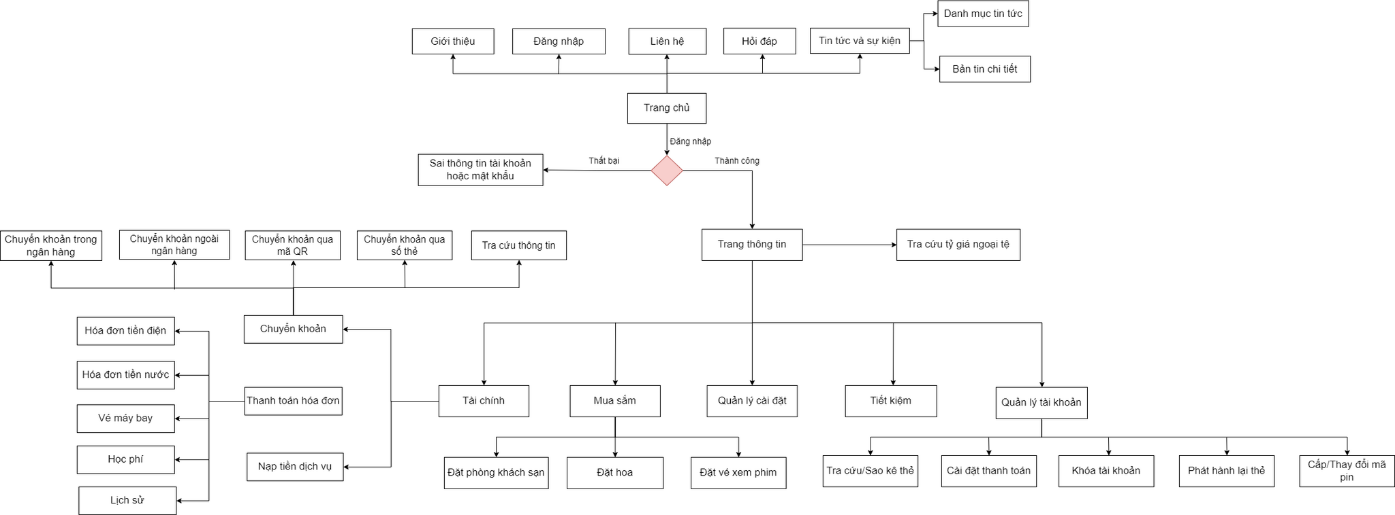 Danh mục tin tức
Giới thiệu
Đăng nhập
Liên hệ
Hỏi đáp
Tin tức và sự kiện
Bản tin chi tiết
Trang chủ
Đăng nhập
Thất bại
Thành công
Sai thông tin tài khoản
hoặc mật khẩu
Chuyển khoản trong
ngân hàng
Chuyển khoản ngoài
ngân hàng
Chuyển khoản qua
mã QR
Chuyển khoản qua
số thẻ
Tra cứu thông tin
Trang thông tin
Tra cứu tỷ giá ngoại tệ
Hóa đơn tiền điện
Chuyển khoản
Hóa đơn tiền nước
Thanh toán hóa đơn
Tài chính
Mua sắm
Quản lý cài đặt
Tiết kiệm
Quản lý tài khoản
Vé máy bay
Học phí
Nạp tiền dịch vụ
Đặt phòng khách sạn
Đặt hoa
Đặt vé xem phim
Tra cứu/Sao kê thẻ
Cài đặt thanh toán
Khóa tài khoản
Phát hành lại thẻ
Cấp/Thay đổi mã
pin
Lịch sử